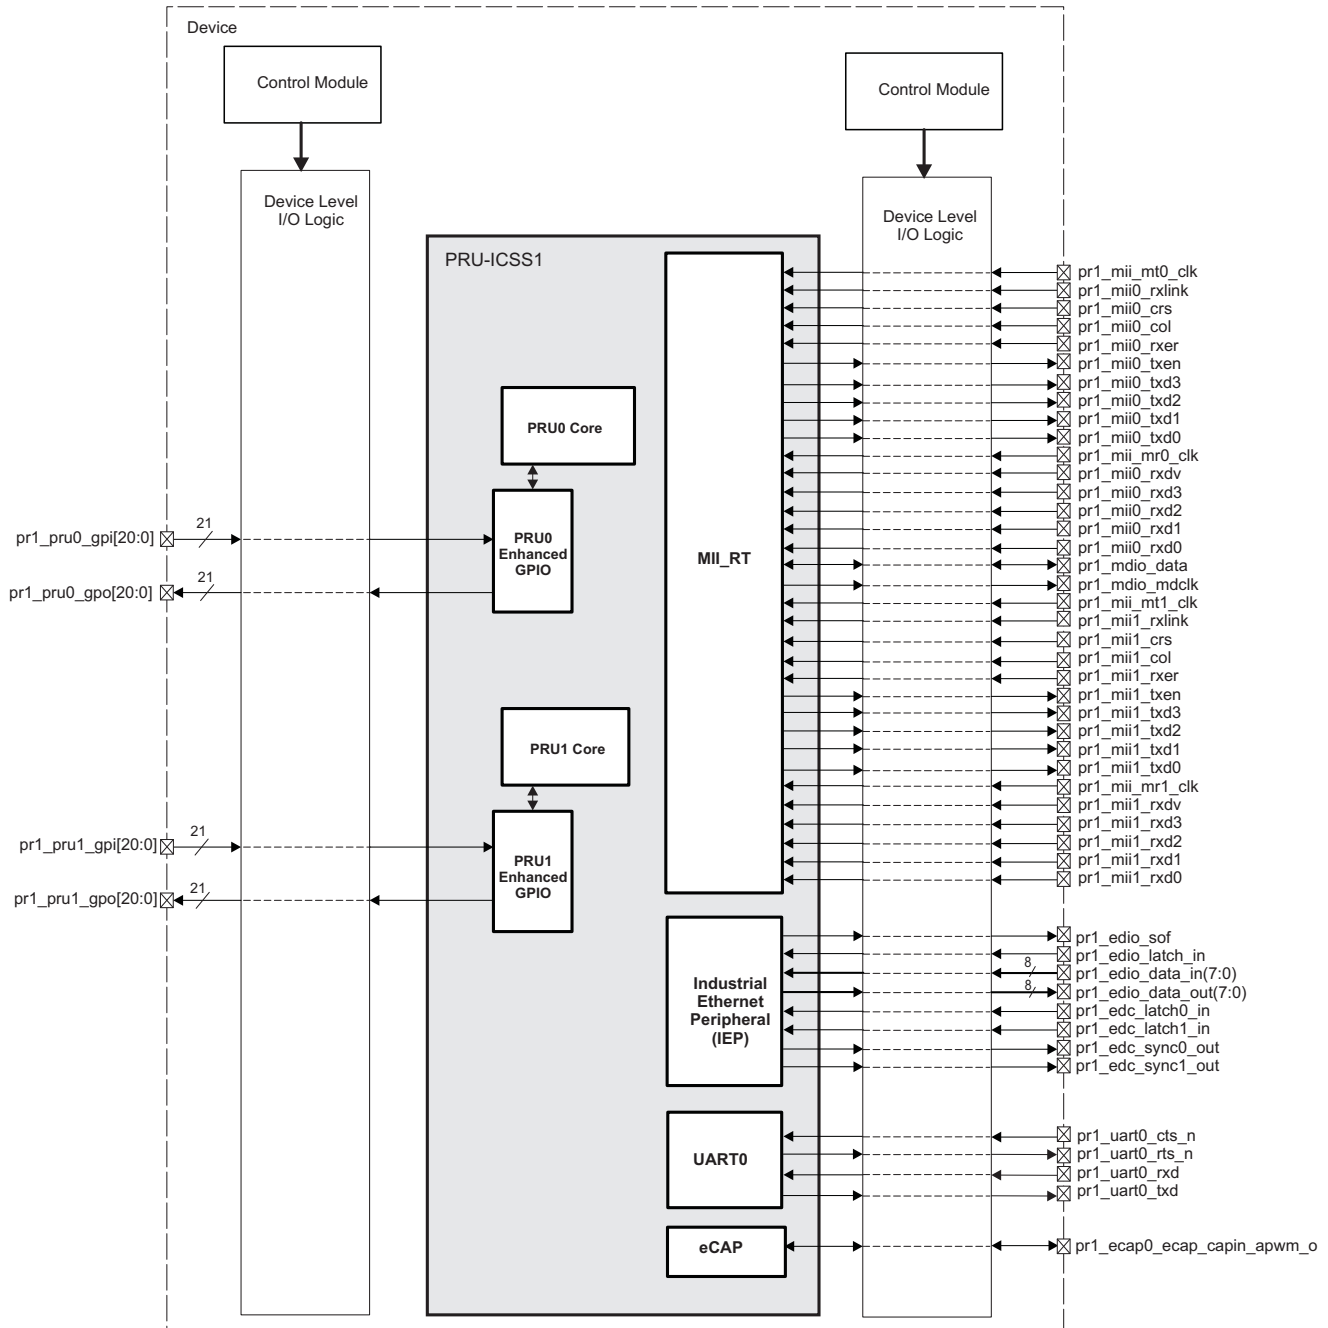 Device
Control Module
Control Module
Device Level
I/O Logic
Device Level
I/O Logic
PRU-ICSS1
PRU0 Core
PRU0
Enhanced
GPIO
PRU1 Core
PRU1
Enhanced
GPIO
pr1_pru0_gpi[20:0]
21
pr1_pru0_gpo[20:0]
21
pr1_pru1_gpi[20:0]
21
pr1_pru1_gpo[20:0]
21
MII_RT
pr1_mii_mt0_clk
pr1_mii0_rxlink
pr1_mii0_crs
pr1_mii0_col
pr1_mii0_rxer
pr1_mii0_txen
pr1_mii0_txd3
pr1_mii0_txd2
pr1_mii0_txd1
pr1_mii0_txd0
pr1_mii_mr0_clk
pr1_mii0_rxdv
pr1_mii0_rxd3
pr1_mii0_rxd2
pr1_mii0_rxd1
pr1_mii0_rxd0
pr1_mdio_data
pr1_mdio_mdclk
pr1_mii_mt1_clk
pr1_mii1_rxlink
pr1_mii1_crs
pr1_mii1_col
pr1_mii1_rxer
pr1_mii1_txen
pr1_mii1_txd3
pr1_mii1_txd2
pr1_mii1_txd1
pr1_mii1_txd0
pr1_mii_mr1_clk
pr1_mii1_rxdv
pr1_mii1_rxd3
pr1_mii1_rxd2
pr1_mii1_rxd1
pr1_mii1_rxd0
Industrial
Ethernet
Peripheral
(IEP)
pr1_edio_sof
pr1_edio_latch_in
8
pr1_edio_data_in(7:0)
8
pr1_edio_data_out(7:0)
pr1_edc_latch0_in
pr1_edc_latch1_in
pr1_edc_sync0_out
pr1_edc_sync1_out
UART0
pr1_uart0_cts_n
pr1_uart0_rts_n
pr1_uart0_rxd
pr1_uart0_txd
eCAP
pr1_ecap0_ecap_capin_apwm_o